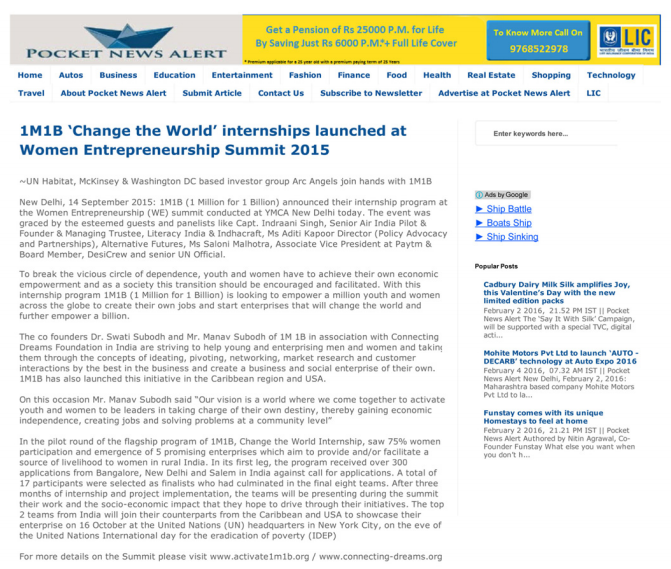 POCKET NEWS ALERT
Get a Pension of Rs 25000 P.M. for Life
By Saving Just Rs 6000 P.M.*+ Full Life Cover
* Premium applicable for a 25 year old with a premium paying term of 20 Years
To Know More Call On
9768522978
LIC
Home Autos Business Education Entertainment Fashion Finance Food Health Real Estate Shopping Technology
Travel About Pocket News Alert Submit Article Contact Us Subscribe to Newsletter Advertise at Pocket News Alert LIC
1M1B ‘Change the World’ internships launched at
Women Entrepreneurship Summit 2015
~UN Habitat, McKinsey & Washington DC based investor group Arc Angels join hands with 1M1B
New Delhi, 14 September 2015: 1M1B (1 Million for 1 Billion) announced their internship program at
the Women Entrepreneurship (WE) summit conducted at YMCA New Delhi today. The event was
graced by the esteemed guests and panelists like Capt. Indraani Singh, Senior Air India Pilot &
Founder & Managing Trustee, Literacy India & Indhacraft, Ms Aditi Kapoor Director (Policy Advocacy
and Partnerships), Alternative Futures, Ms Saloni Malhotra, Associate Vice President at Paytm &
Board Member, DesiCrew and senior UN Official.
To break the vicious circle of dependence, youth and women have to achieve their own economic
empowerment and as a society this transition should be encouraged and facilitated. With this
internship program 1M1B (1 Million for 1 Billion) is looking to empower a million youth and women
across the globe to create their own jobs and start enterprises that will change the world and
further empower a billion.
The co founders Dr. Swati Subodh and Mr. Manav Subodh of 1M 1B in association with Connecting
Dreams Foundation in India are striving to help young and enterprising men and women and taking
them through the concepts of ideating, pivoting, networking, market research and customer
interactions by the best in the business and create a business and social enterprise of their own.
1M1B has also launched this initiative in the Caribbean region and USA.
On this occasion Mr. Manav Subodh said “Our vision is a world where we come together to activate
youth and women to be leaders in taking charge of their own destiny, thereby gaining economic
independence, creating jobs and solving problems at a community level”
In the pilot round of the flagship program of 1M1B, Change the World Internship, saw 75% women
participation and emergence of 5 promising enterprises which aim to provide and/or facilitate a
source of livelihood to women in rural India. In its first leg, the program received over 300
applications from Bangalore, New Delhi and Salem in India against call for applications. A total of
17 participants were selected as finalists who had culminated in the final eight teams. After three
months of internship and project implementation, the teams will be presenting during the summit
their work and the socio-economic impact that they hope to drive through their initiatives. The top
2 teams from India will join their counterparts from the Caribbean and USA to showcase their
enterprise on 16 October at the United Nations (UN) headquarters in New York City, on the eve of
the United Nations International day for the eradication of poverty (IDEP)
For more details on the Summit please visit www.activate1m1b.org / www.connecting-dreams.org
Enter keywords here...
Ads by Google
► Ship Battle
► Boats Ship
► Ship Sinking
Popular Posts
Cadbury Dairy Milk Silk amplifies Joy,
this Valentine’s Day with the new
limited edition packs
February 2 2016, 21.52 PM IST || Pocket
News Alert The ‘Say It With Silk’ Campaign,
will be supported with a special TVC, digital
acti...
Mohite Motors Pvt Ltd to launch ‘AUTO -
DECARB’ technology at Auto Expo 2016
February 4 2016, 07.32 AM IST || Pocket
News Alert New Delhi, February 2, 2016:
Maharashtra based company Mohite Motors
Pvt Ltd to la...
Funstay comes with its unique
Homestays to feel at home
February 2 2016, 21.21 PM IST || Pocket
News Alert Authored by Nitin Agrawal, Co-
Founder Funstay What else you want when
you don’t h...